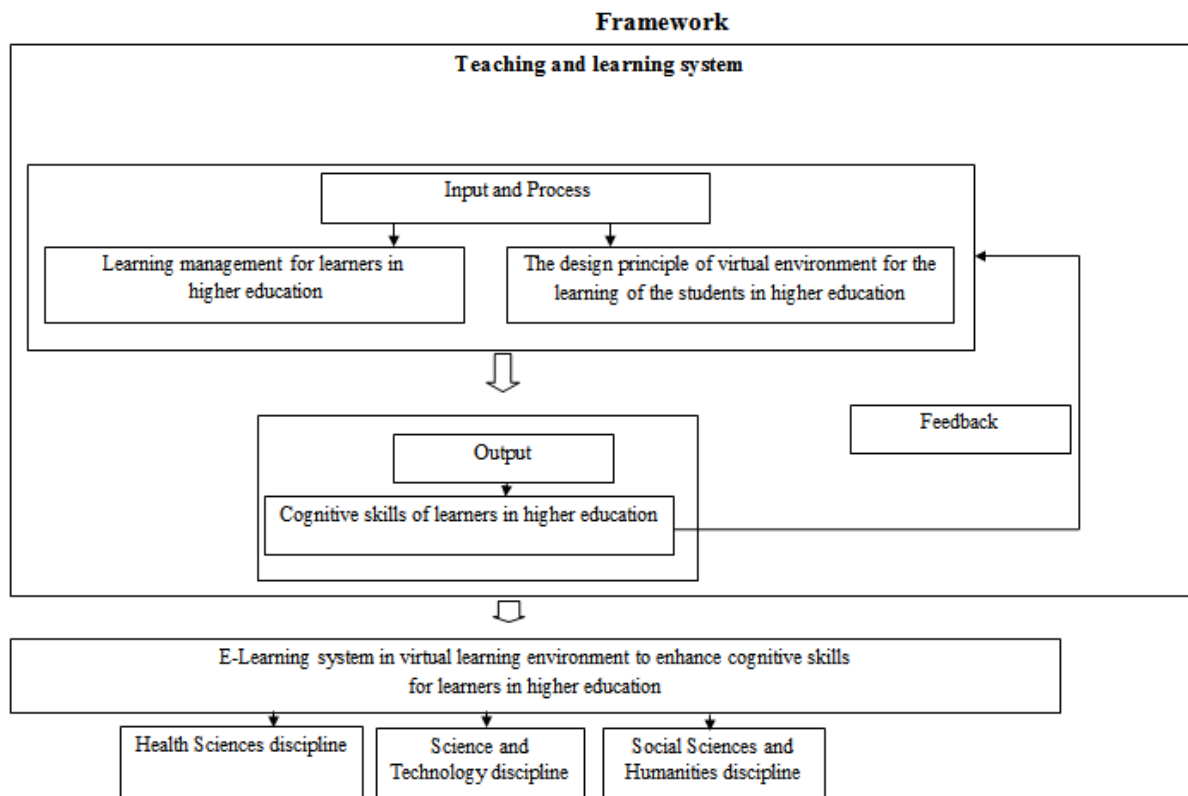 Framework
Teaching and learning system
Input and Process
Learning management for learners in
higher education
The design principle of virtual environment for the
learning of the students in higher education
Feedback
Output
Cognitive skills of learners in higher education
E-Learning system in virtual learning environment to enhance cognitive skills
for learners in higher education
Health Sciences discipline
Science and
Technology discipline
Social Sciences and
Humanities discipline